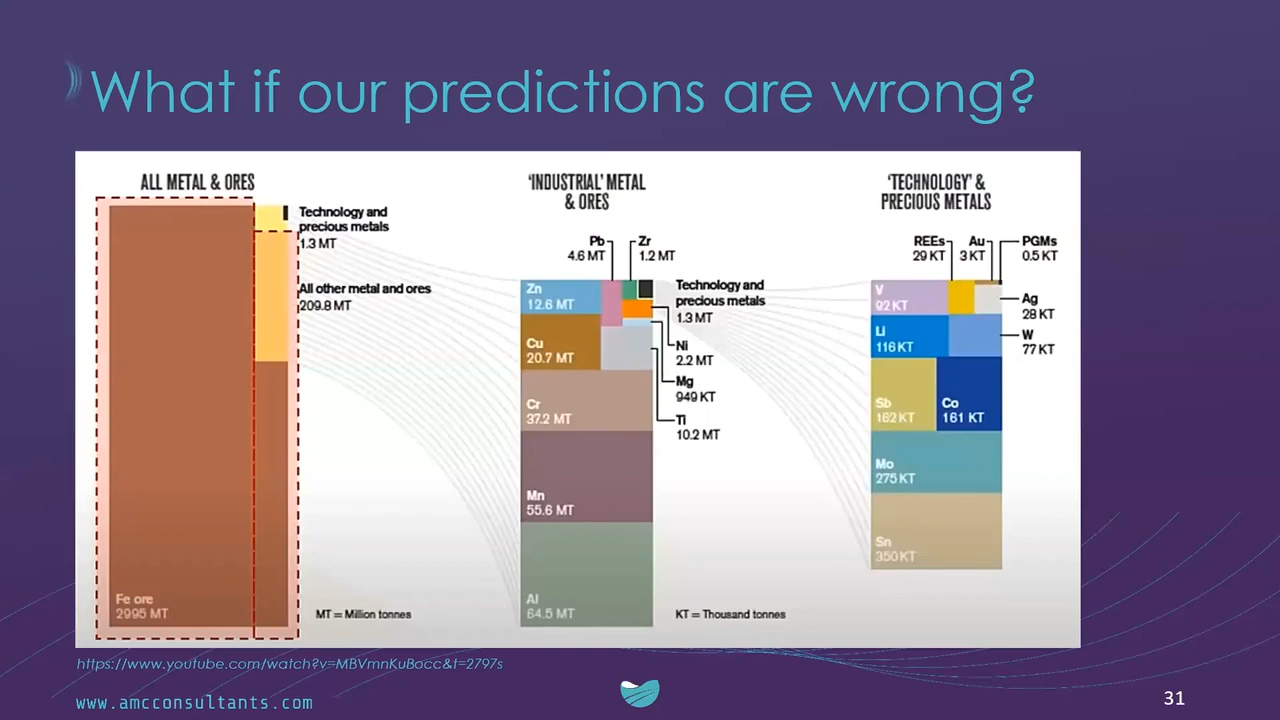 What if our predictions are wrong?
ALL METAL & ORES
Technology and
precious metals
1.3 MT
All other metal and ores
209.8 MT
Fe ore
2995 MT
MT = Million tonnes
'INDUSTRIAL' METAL
& ORES
Pb
4.6 MT
Zr
1.2 MT
Zn
12.6 MT
Cu
20.7 MT
Cr
37.2 MT
Mn
55.6 MT
Al
64.5 MT
Technology and
precious metals
1.3 MT
Ni
2.2 MT
Mg
949 KT
Ti
10.2 MT
KT = Thousand tonnes
'TECHNOLOGY' &
PRECIOUS METALS
REEs
29 KT
Au
3 KT
PGMs
0.5 KT
V
92 KT
Li
116 KT
Sb
162 KT
Co
161 KT
Mo
275 KT
Sn
350 KT
Ag
28 KT
W
77 KT
https://www.youtube.com/watch?v=MBVmnKuBocc&t=2797s
www.amcconsultants.com
31